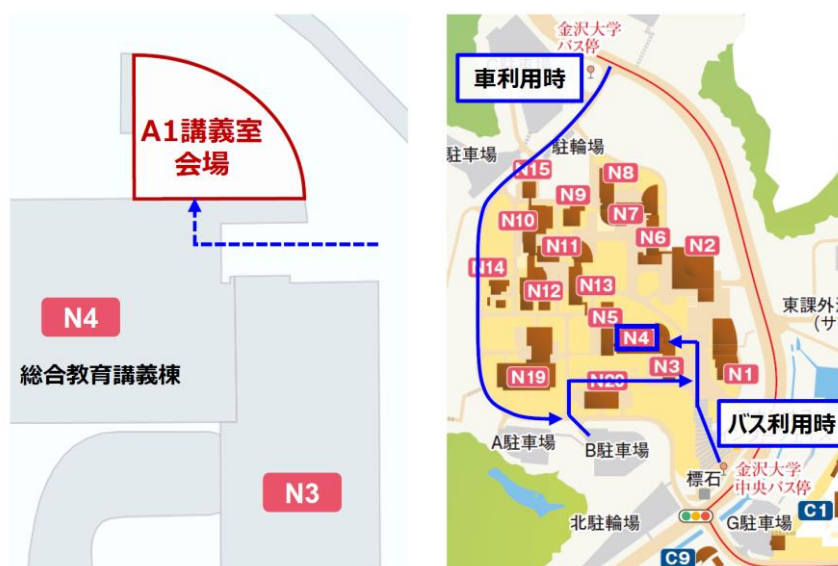 A1講義室
会場
N4
総合教育講義棟
N3
金沢大学
バス停
車利用時
駐車場
駐輪場
N15
N8
N9
N7
N10
N6
N2
N11
N14
N12
N13
N5
N4
N3
N1
N19
N20
東課外活
(サ
バス利用時
A駐車場
B駐車場
標石
金沢大学
中央バス停
北駐輪場
G駐車場
C1
C9